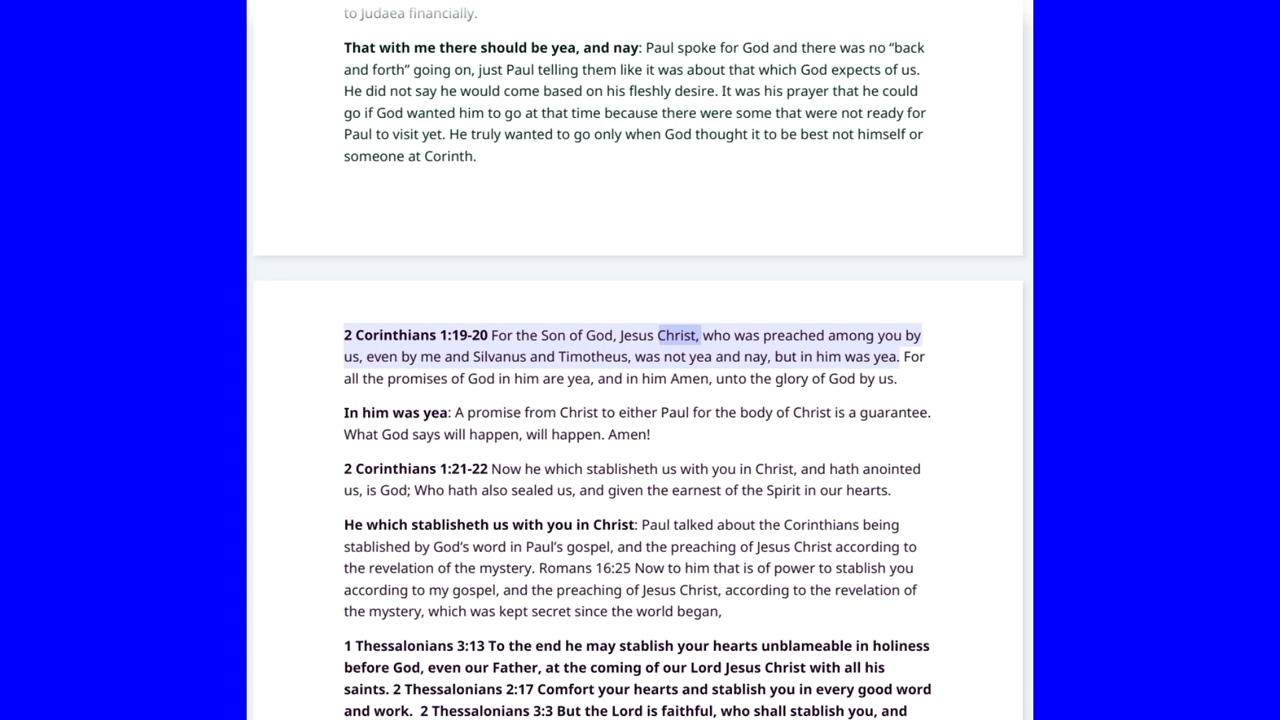 to Judaea financially.
That with me there should be yea, and nay: Paul spoke for God and there was no “back
and forth” going on, just Paul telling them like it was about that which God expects of us.
He did not say he would come based on his fleshly desire. It was his prayer that he could
go if God wanted him to go at that time because there were some that were not ready for
Paul to visit yet. He truly wanted to go only when God thought it to be best not himself or
someone at Corinth.
2 Corinthians 1:19-20 For the Son of God, Jesus Christ, who was preached among you by
us, even by me and Silvanus and Timotheus, was not yea and nay, but in him was yea. For
all the promises of God in him are yea, and in him Amen, unto the glory of God by us.
In him was yea: A promise from Christ to either Paul for the body of Christ is a guarantee.
What God says will happen, will happen. Amen!
2 Corinthians 1:21-22 Now he which stablisheth us with you in Christ, and hath anointed
us, is God; Who hath also sealed us, and given the earnest of the Spirit in our hearts.
He which stablisheth us with you in Christ: Paul talked about the Corinthians being
stablished by God’s word in Paul’s gospel, and the preaching of Jesus Christ according to
the revelation of the mystery. Romans 16:25 Now to him that is of power to stablish you
according to my gospel, and the preaching of Jesus Christ, according to the revelation of
the mystery, which was kept secret since the world began,
1 Thessalonians 3:13 To the end he may stablish your hearts unblameable in holiness
before God, even our Father, at the coming of our Lord Jesus Christ with all his
saints. 2 Thessalonians 2:17 Comfort your hearts and stablish you in every good word
and work.  2 Thessalonians 3:3 But the Lord is faithful, who shall stablish you, and